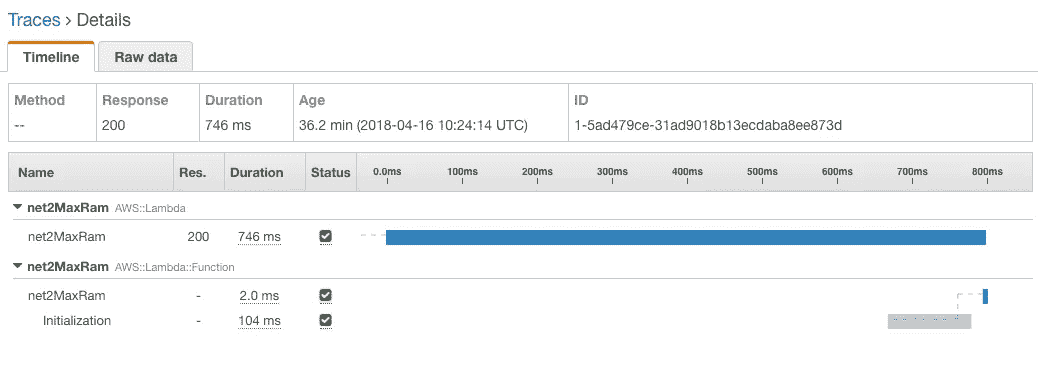 Traces > Details
Timeline Raw data
Method Response Duration Age ID
-- 200 746 ms 36.2 min (2018-04-16 10:24:14 UTC) 1-5ad479ce-31ad9018b13ecdaba8ee873d
Name Res. Duration Status 0.0ms 100ms 200ms 300ms 400ms 500ms 600ms 700ms 800ms
net2MaxRam AWS::Lambda
net2MaxRam 200 746 ms
net2MaxRam AWS::Lambda::Function
net2MaxRam - 2.0 ms
Initialization - 104 ms